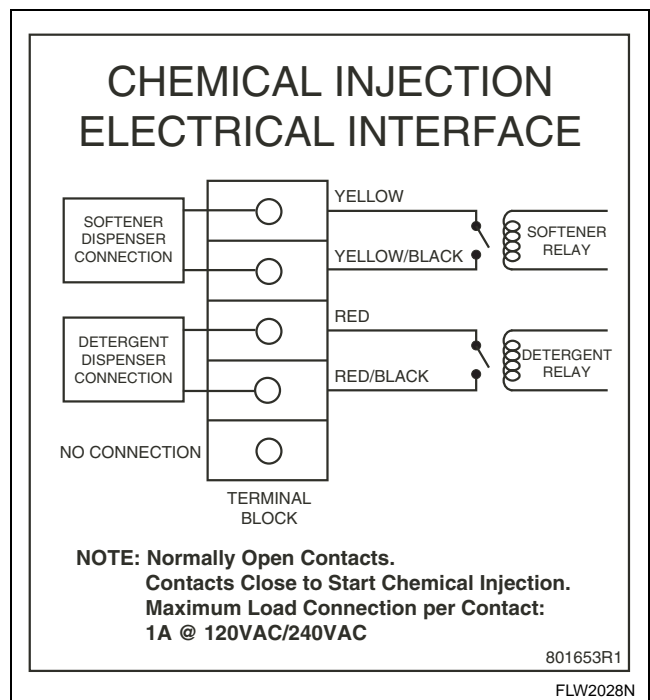 CHEMICAL INJECTION
ELECTRICAL INTERFACE
SOFTENER
DISPENSER
CONNECTION
YELLOW
YELLOW/BLACK
SOFTENER
RELAY
DETERGENT
DISPENSER
CONNECTION
RED
RED/BLACK
DETERGENT
RELAY
NO CONNECTION
TERMINAL
BLOCK
NOTE: Normally Open Contacts.
Contacts Close to Start Chemical Injection.
Maximum Load Connection per Contact:
1A @ 120VAC/240VAC
801653R1
FLW2028N